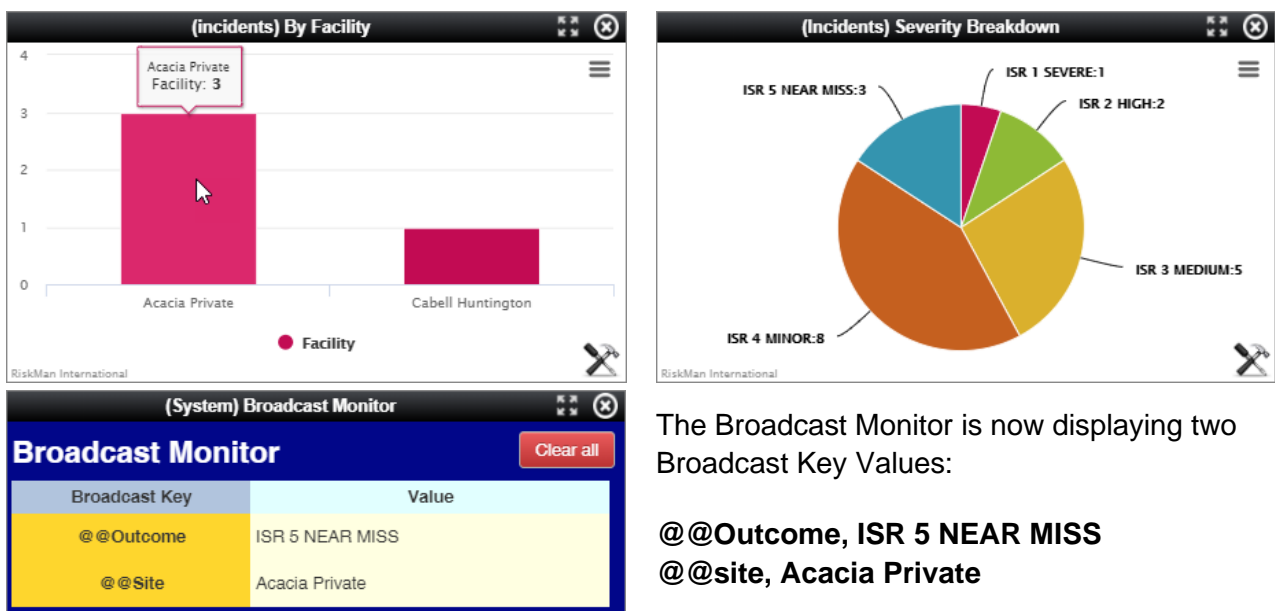 (incidents) By Facility
4
Acacia Private
Facility: 3
3
2
1
0
Acacia Private
Cabell Huntington
Facility
RiskMan International
(Incidents) Severity Breakdown
ISR 1 SEVERE:1
ISR 5 NEAR MISS:3
ISR 2 HIGH:2
ISR 3 MEDIUM:5
ISR 4 MINOR:8
RiskMan International
(System) Broadcast Monitor
Broadcast Monitor
Clear all
Broadcast Key Value
@@Outcome ISR 5 NEAR MISS
@@Site Acacia Private
The Broadcast Monitor is now displaying two
Broadcast Key Values:
@@Outcome, ISR 5 NEAR MISS
@@site, Acacia Private